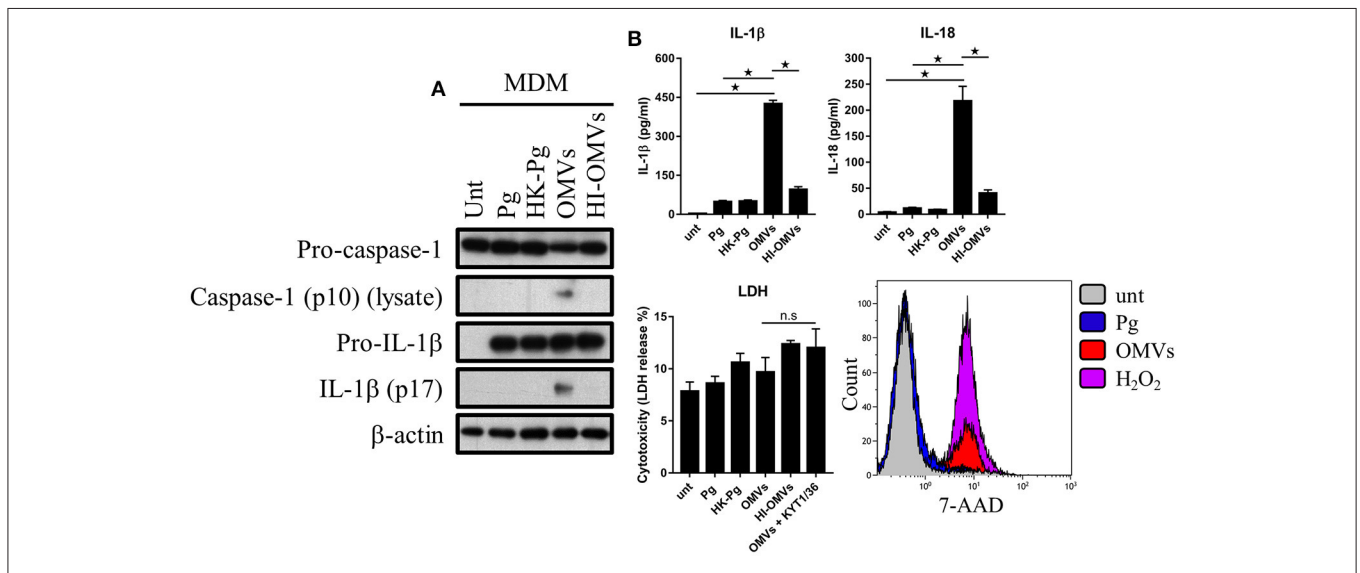 A
MDM
Unt
Pg
HK-Pg
OMVs
HI-OMVs
Pro-caspase-1
Caspase-1 (p10) (lysate)
Pro-IL-1β
IL-1β (p17)
β-actin
B
IL-1β
IL-1β (pg/ml)
600
450
300
150
0
★
★
★
unt
Pg
HK-Pg
OMVs
HI-OMVs
IL-18
IL-18 (pg/ml)
300
250
200
150
100
50
0
★
★
★
unt
Pg
HK-Pg
OMVs
HI-OMVs
LDH
Cytotoxicity (LDH release %)
15
10
5
0
n.s
unt
Pg
HK-Pg
OMVs
HI-OMVs
OMVs + KYT1/36
Count
100
80
60
40
20
0
10⁰
10¹
10²
10³
7-AAD
unt
Pg
OMVs
H₂O₂